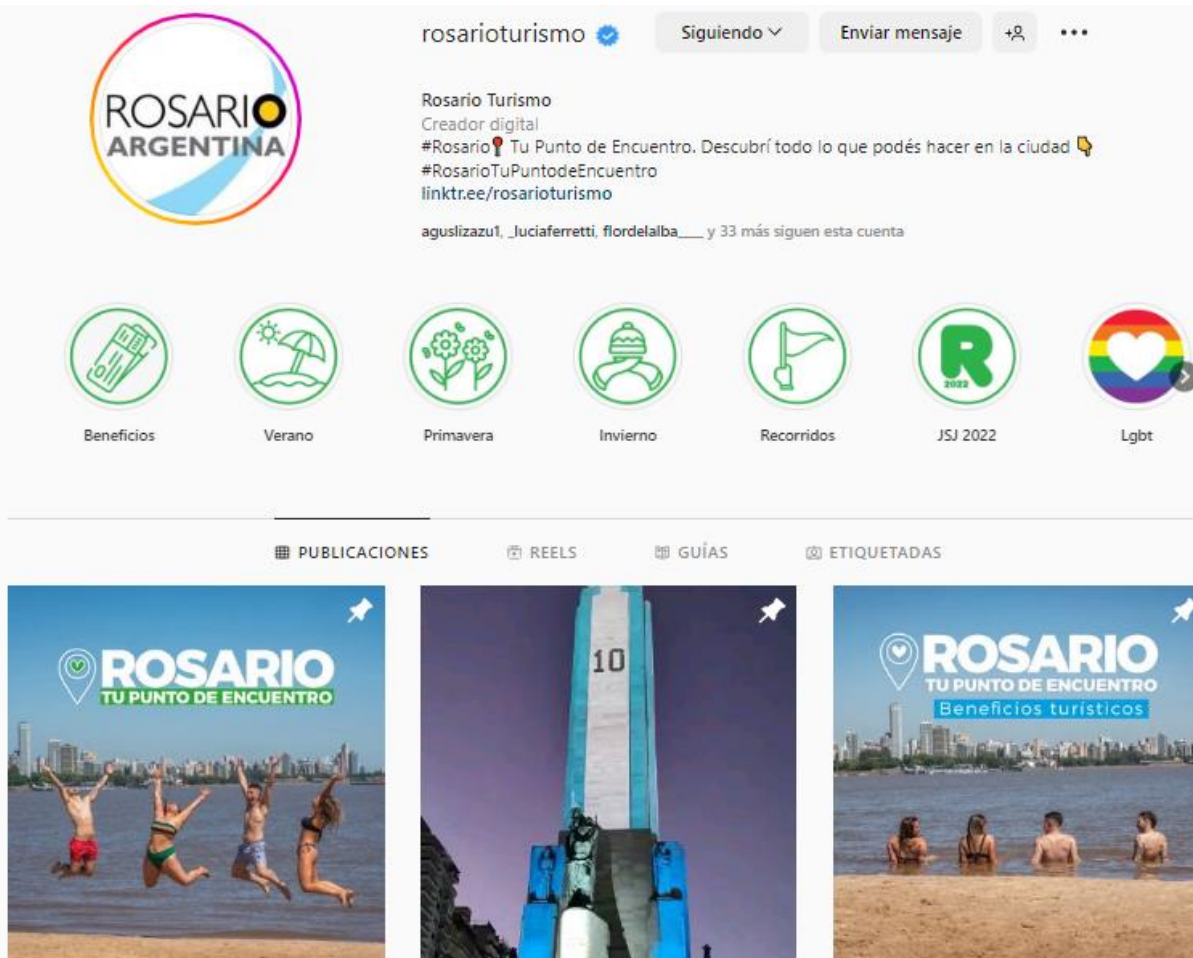 rosarioturismo
Siguiendo
Enviar mensaje
ROSARIO
ARGENTINA
Rosario Turismo
Creador digital
#Rosario📍 Tu Punto de Encuentro. Descubrí todo lo que podés hacer en la ciudad 👇
#RosarioTuPuntodeEncuentro
linktr.ee/rosarioturismo
aguslizazu1, _luciaferretti, flordelalba___ y 33 más siguen esta cuenta
R
2022
Beneficios
Verano
Primavera
Invierno
Recorridos
JSJ 2022
Lgbt
PUBLICACIONES
REELS
GUÍAS
ETIQUETADAS
ROSARIO
TU PUNTO DE ENCUENTRO
10
ROSARIO
TU PUNTO DE ENCUENTRO
Beneficios turísticos